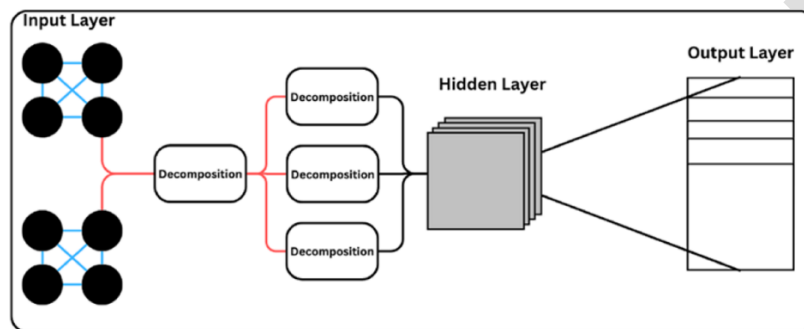 Input Layer
Output Layer
Hidden Layer
Decomposition
Decomposition
Decomposition
Decomposition